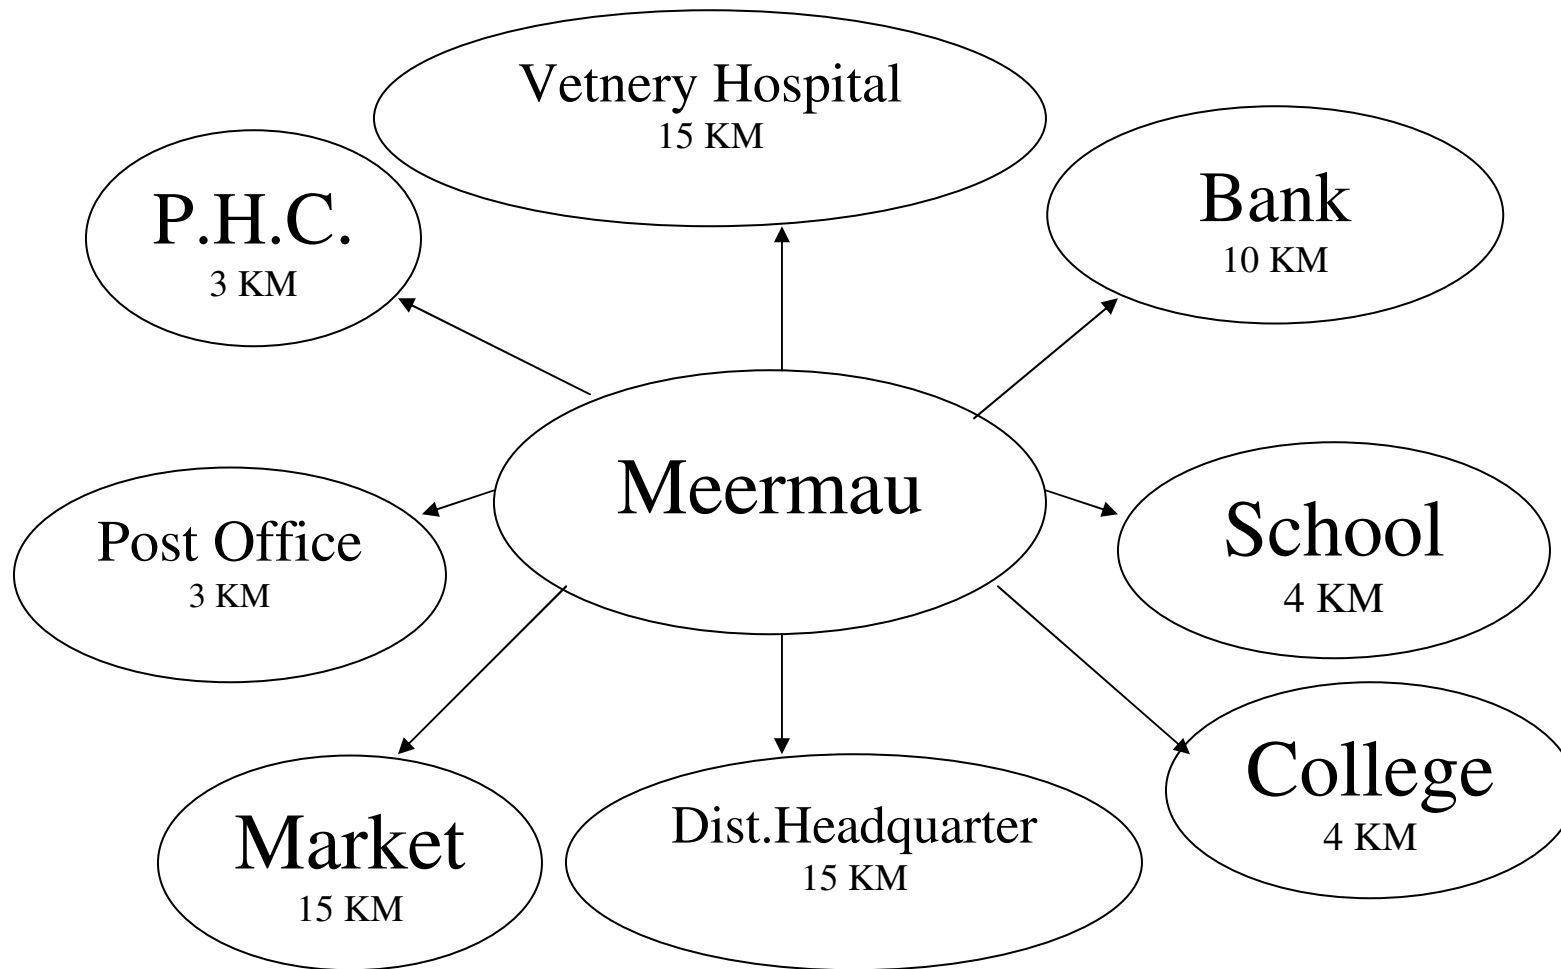 Vetnery Hospital
15 KM
P.H.C.
3 KM
Bank
10 KM
Meermau
Post Office
3 KM
School
4 KM
College
4 KM
Market
15 KM
Dist.Headquarter
15 KM